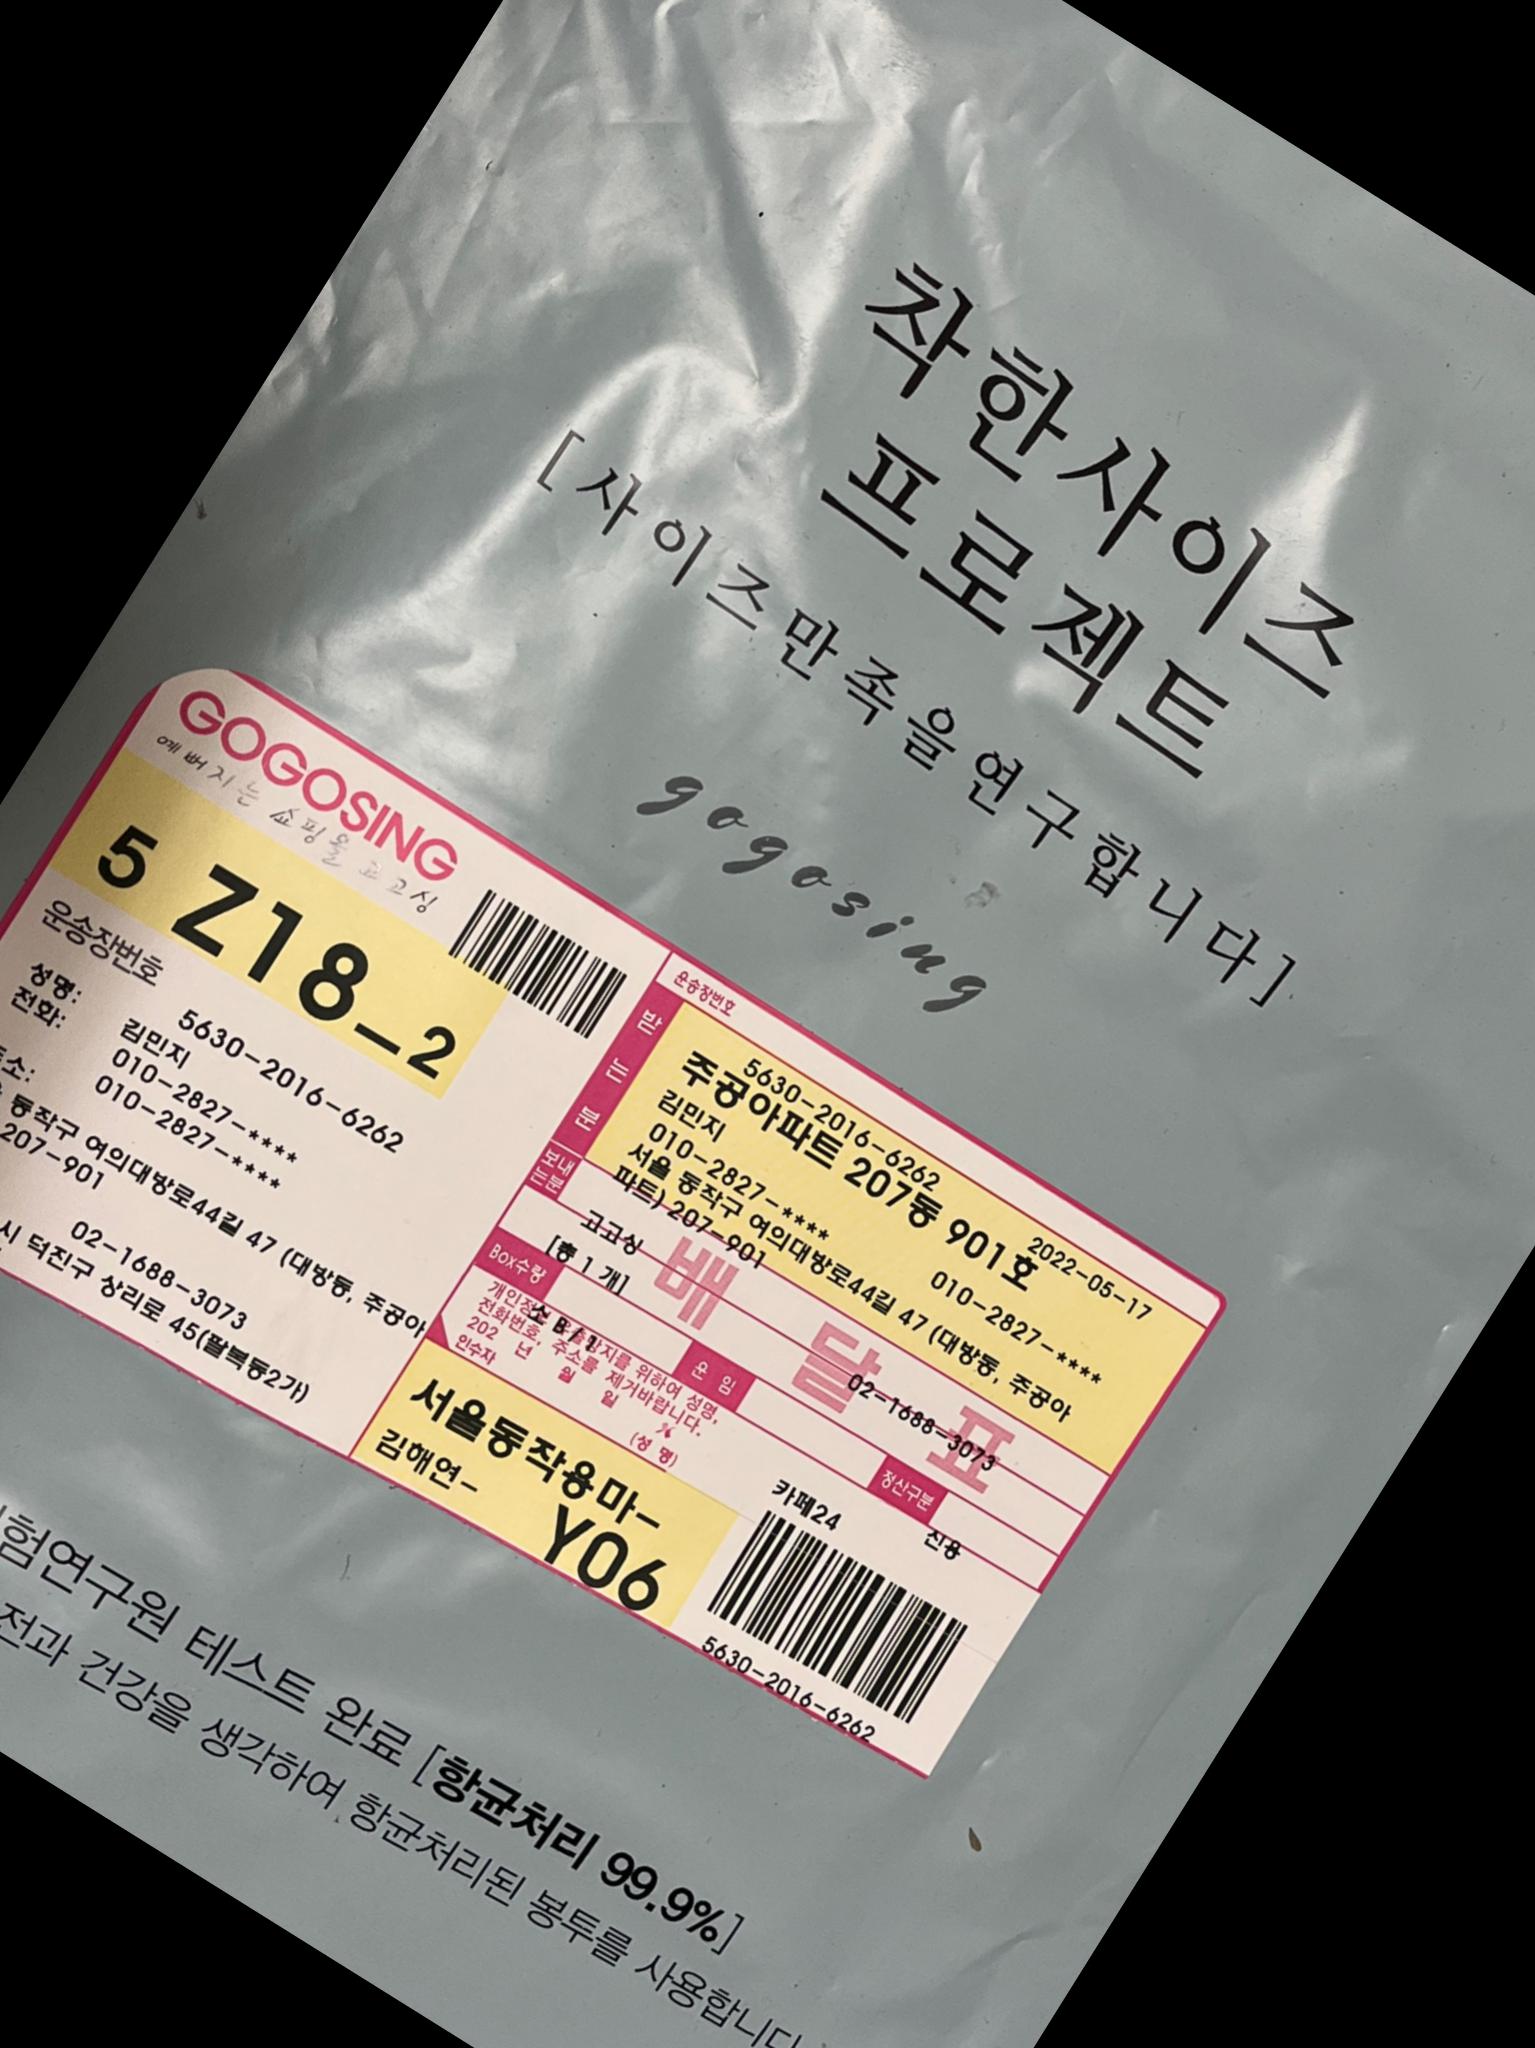 착한사이즈
프로젝트
[사이즈만족을연구합니다]
gogosing
GOGOSING
예뻐지는 쇼핑몰 고고싱
5 Z18_2
운송장번호
5630-2016-6262
성명: 김민지
전화: 010-2827-****
010-2827-****
소:
동작구 여의대방로44길 47 (대방동, 주공아
207-901
02-1688-3073
시 덕진구 상리로 45(팔복동2가)
운송장번호
5630-2016-6262
받는분
주공아파트 207동 901호
2022-05-17
김민지
010-2827-****
010-2827-****
서울 동작구 여의대방로44길 47 (대방동, 주공아
파트) 207-901
보내는분
고고싱
02-1688-3073
배달표
[총 1 개]
Box수량
소 B / 1
운임
정산구분
신용
개인정보 유출방지를 위하여 성명,
전화번호, 주소를 제거바랍니다.
202 년 월 일
인수자 (성 명)
서울동작용마-
김해연-
Y06
카페24
5630-2016-6262
험연구원 테스트 완료 [항균처리 99.9%]
전과 건강을 생각하여 항균처리된 봉투를 사용합니다